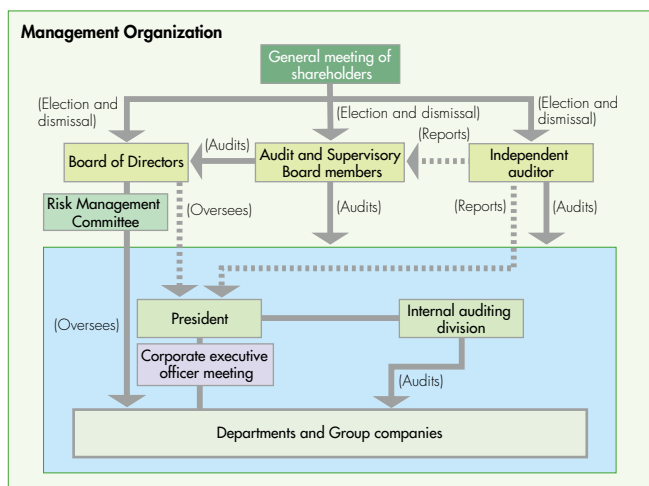 Management Organization
General meeting of
shareholders
(Election and
dismissal)
(Election and dismissal)
(Election and
dismissal)
(Audits)
(Reports)
Board of Directors
Audit and Supervisory
Board members
Independent
auditor
Risk Management
Committee
(Oversees)
(Audits)
(Reports)
(Audits)
(Oversees)
President
Internal auditing
division
Corporate executive
officer meeting
(Audits)
Departments and Group companies